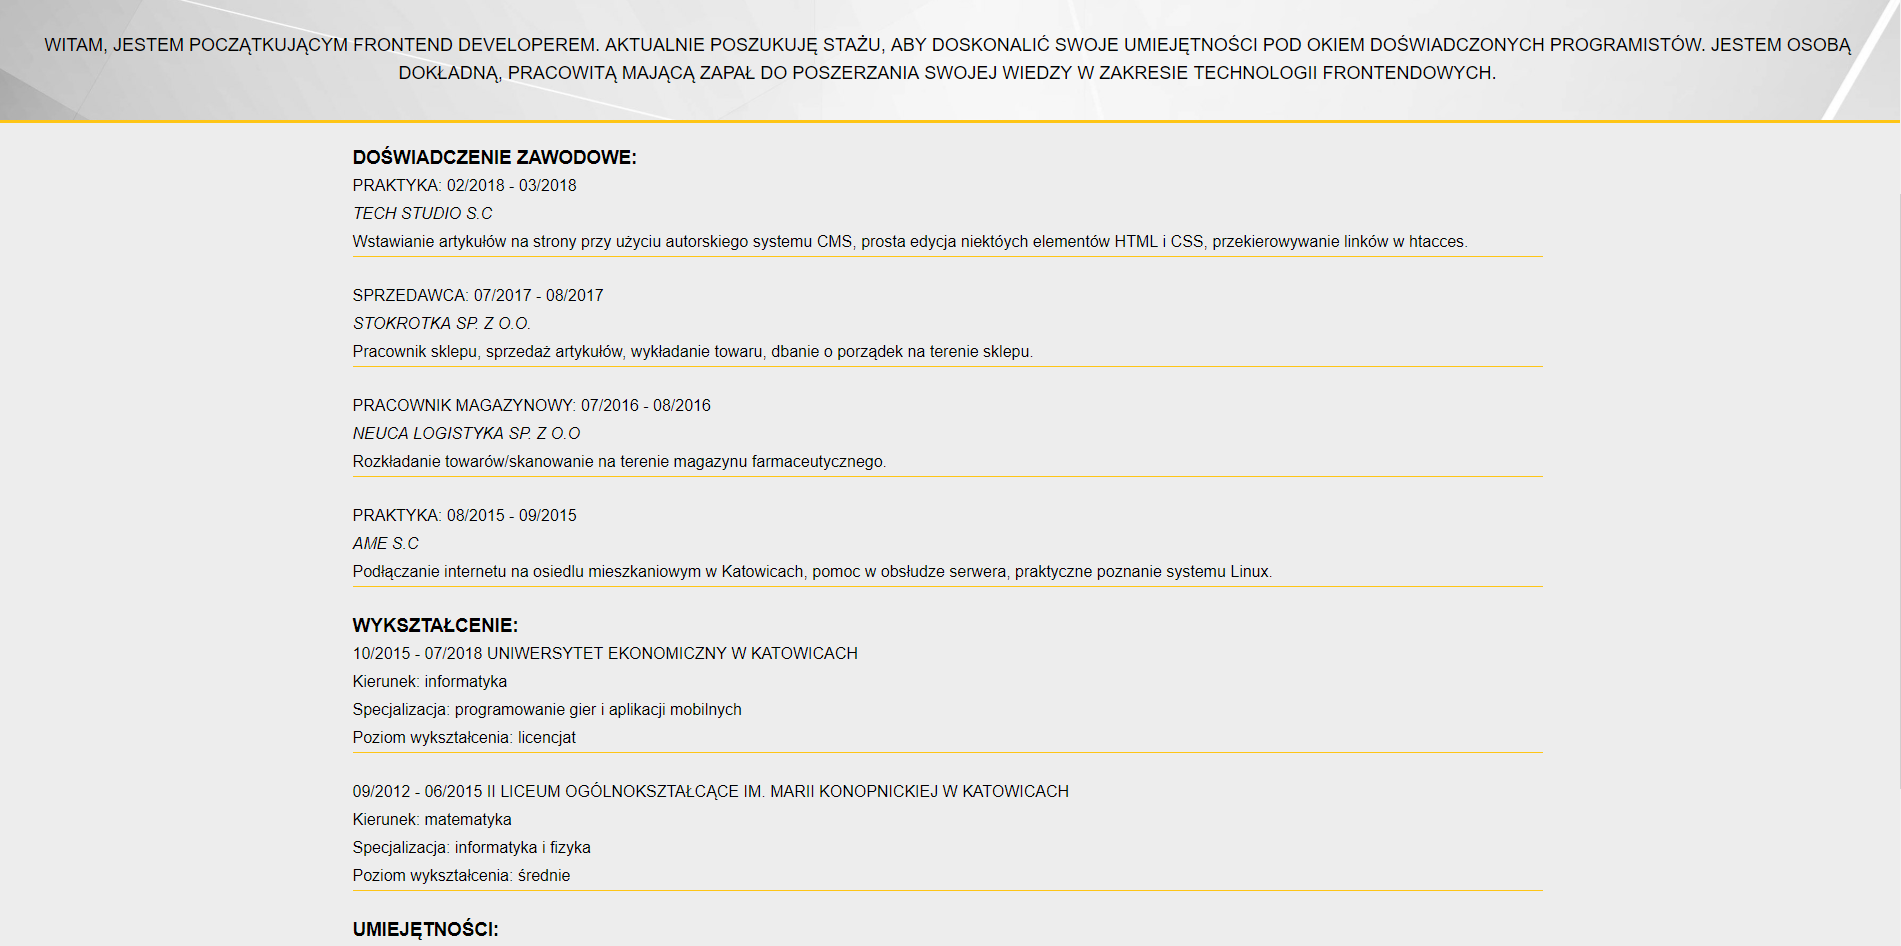 WITAM, JESTEM POCZĄTKUJĄCYM FRONTEND DEVELOPEREM. AKTUALNIE POSZUKUJĘ STAŻU, ABY DOSKONALIĆ SWOJE UMIEJĘTNOŚCI POD OKIEM DOŚWIADCZONYCH PROGRAMISTÓW. JESTEM OSOBĄ
DOKŁADNĄ, PRACOWITĄ MAJĄCĄ ZAPAŁ DO POSZERZANIA SWOJEJ WIEDZY W ZAKRESIE TECHNOLOGII FRONTENDOWYCH.
DOŚWIADCZENIE ZAWODOWE:
PRAKTYKA: 02/2018 - 03/2018
TECH STUDIO S.C
Wstawianie artykułów na strony przy użyciu autorskiego systemu CMS, prosta edycja niektóych elementów HTML i CSS, przekierowywanie linków w htacces.
SPRZEDAWCA: 07/2017 - 08/2017
STOKROTKA SP. Z O.O.
Pracownik sklepu, sprzedaż artykułów, wykładanie towaru, dbanie o porządek na terenie sklepu.
PRACOWNIK MAGAZYNOWY: 07/2016 - 08/2016
NEUCA LOGISTYKA SP. Z O.O
Rozkładanie towarów/skanowanie na terenie magazynu farmaceutycznego.
PRAKTYKA: 08/2015 - 09/2015
AME S.C
Podłączanie internetu na osiedlu mieszkaniowym w Katowicach, pomoc w obsłudze serwera, praktyczne poznanie systemu Linux.
WYKSZTAŁCENIE:
10/2015 - 07/2018 UNIWERSYTET EKONOMICZNY W KATOWICACH
Kierunek: informatyka
Specjalizacja: programowanie gier i aplikacji mobilnych
Poziom wykształcenia: licencjat
09/2012 - 06/2015 II LICEUM OGÓLNOKSZTAŁCĄCE IM. MARII KONOPNICKIEJ W KATOWICACH
Kierunek: matematyka
Specjalizacja: informatyka i fizyka
Poziom wykształcenia: średnie
UMIEJĘTNOŚCI: